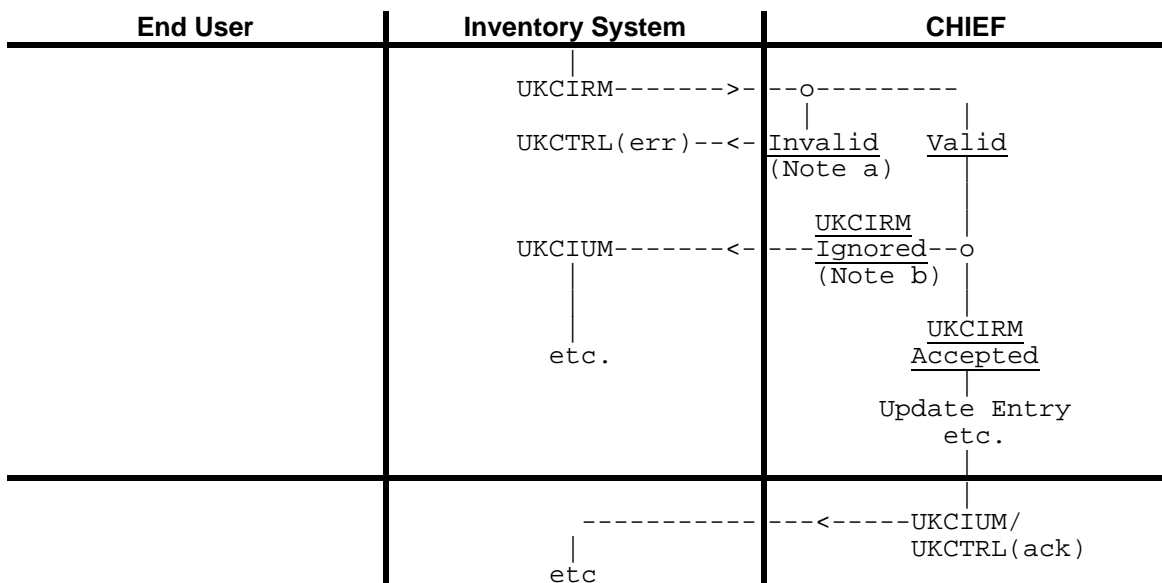 End User Inventory System CHIEF
UKCIRM------->- --o---------
UKCTRL(err)--<- Invalid Valid
(Note a)
UKCIRM
UKCIUM-------<- ---Ignored--o
(Note b)
UKCIRM
etc. Accepted
Update Entry
etc.
----------- ---<-----UKCIUM/
UKCTRL(ack)
etc